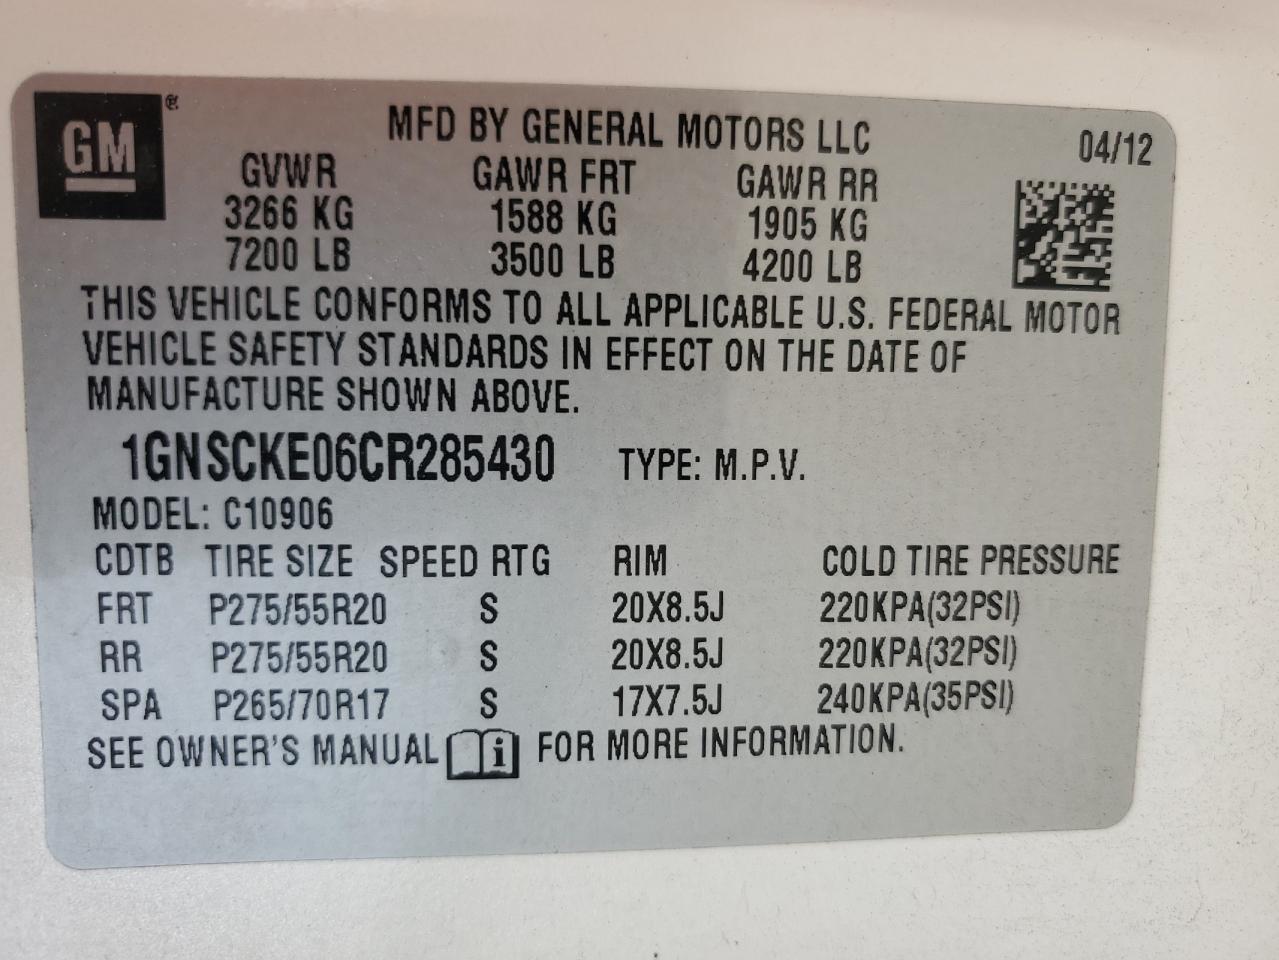 GM®
MFD BY GENERAL MOTORS LLC 04/12
GVWR GAWR FRT GAWR RR
3266 KG 1588 KG 1905 KG
7200 LB 3500 LB 4200 LB
THIS VEHICLE CONFORMS TO ALL APPLICABLE U.S. FEDERAL MOTOR
VEHICLE SAFETY STANDARDS IN EFFECT ON THE DATE OF
MANUFACTURE SHOWN ABOVE.
1GNSCKE06CR285430 TYPE: M.P.V.
MODEL: C10906
CDTB TIRE SIZE SPEED RTG RIM COLD TIRE PRESSURE
FRT P275/55R20 S 20X8.5J 220KPA(32PSI)
RR P275/55R20 S 20X8.5J 220KPA(32PSI)
SPA P265/70R17 S 17X7.5J 240KPA(35PSI)
SEE OWNER'S MANUAL i FOR MORE INFORMATION.